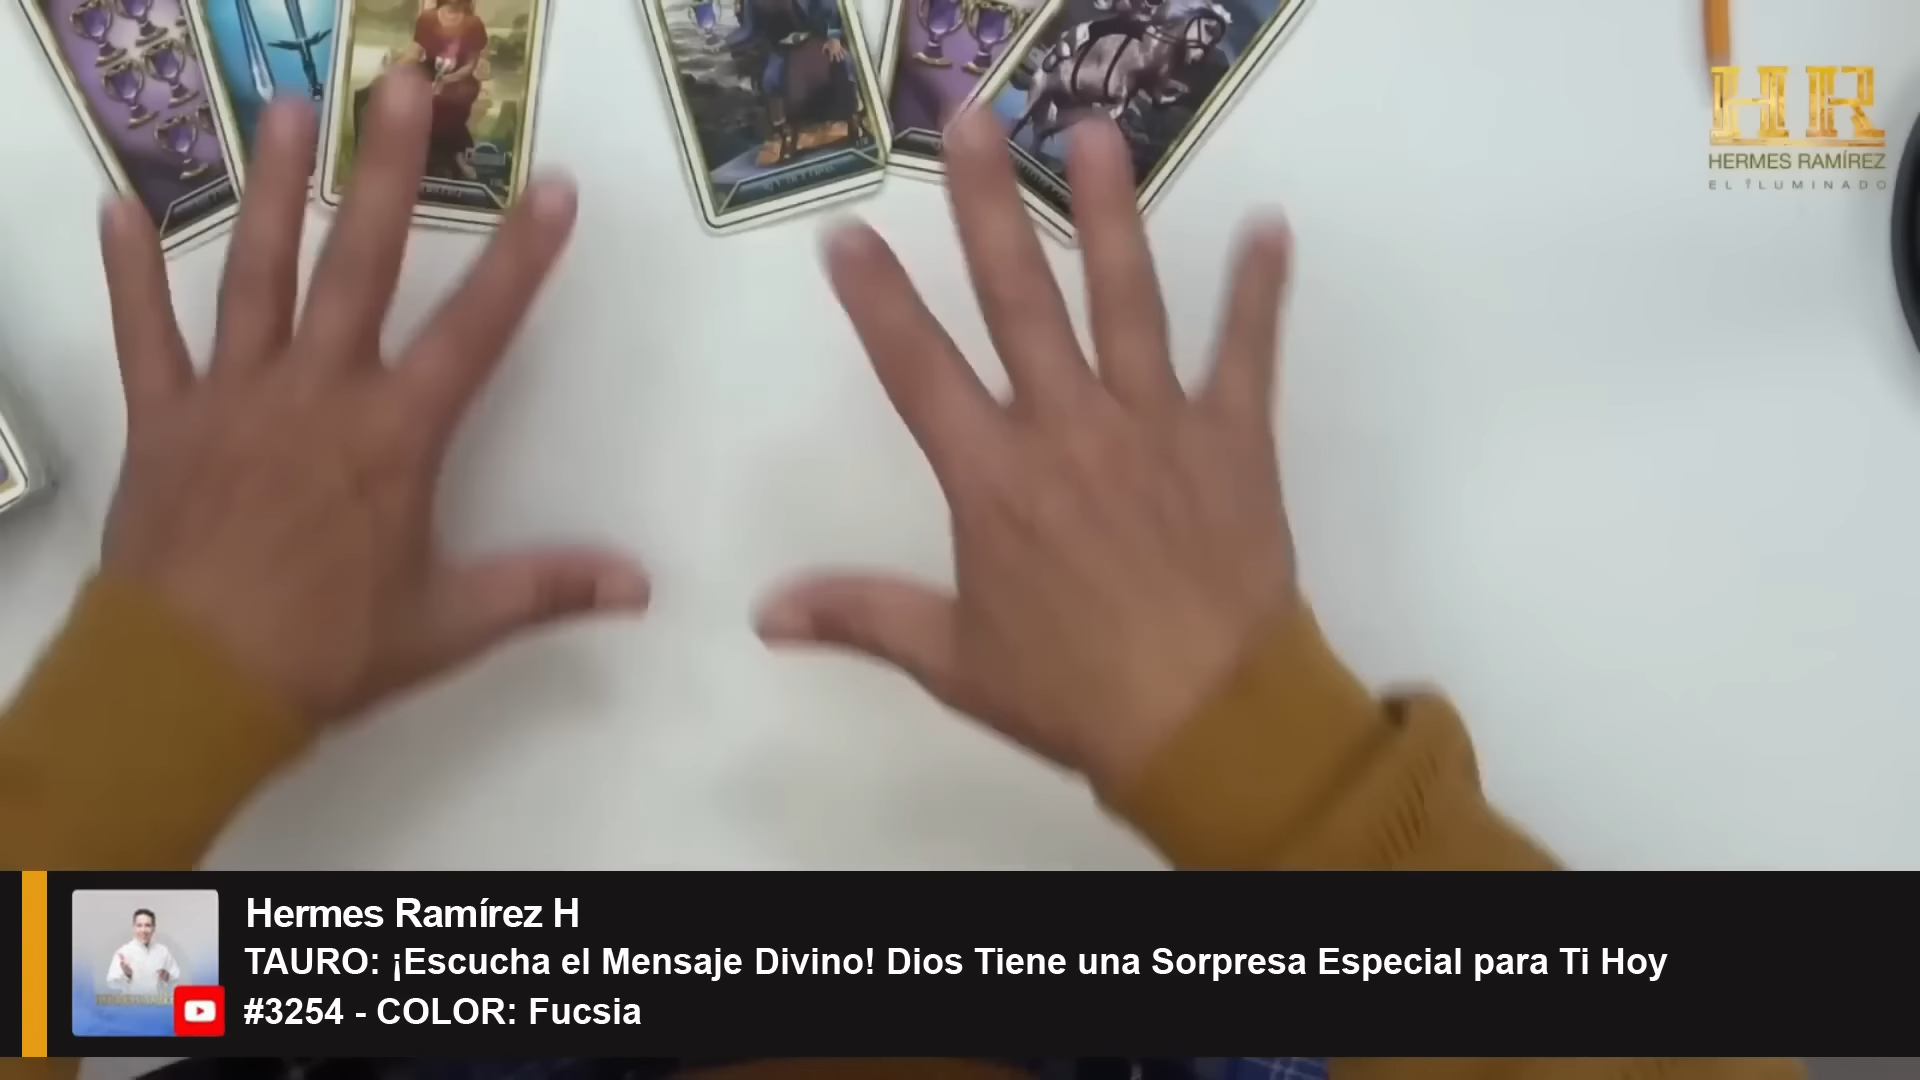 HR
HERMES RAMÍREZ
EL ILUMINADO
Hermes Ramírez H
TAURO: ¡Escucha el Mensaje Divino! Dios Tiene una Sorpresa Especial para Ti Hoy
#3254 - COLOR: Fucsia